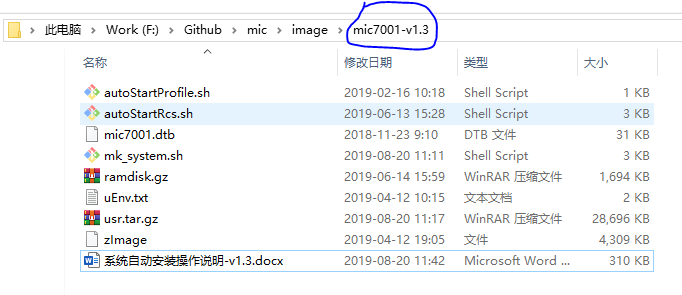 此电脑 > Work (F:) > Github > mic > image > mic7001-v1.3
名称 修改日期 类型 大小
autoStartProfile.sh 2019-02-16 10:18 Shell Script 1 KB
autoStartRcs.sh 2019-06-13 15:28 Shell Script 3 KB
mic7001.dtb 2018-11-23 9:10 DTB 文件 31 KB
mk_system.sh 2019-08-20 11:11 Shell Script 3 KB
ramdisk.gz 2019-06-14 15:59 WinRAR 压缩文件 1,694 KB
uEnv.txt 2019-04-12 10:15 文本文档 2 KB
usr.tar.gz 2019-08-20 11:17 WinRAR 压缩文件 28,696 KB
zImage 2019-04-12 19:05 文件 4,309 KB
系统自动安装操作说明-v1.3.docx 2019-08-20 11:42 Microsoft Word ... 310 KB